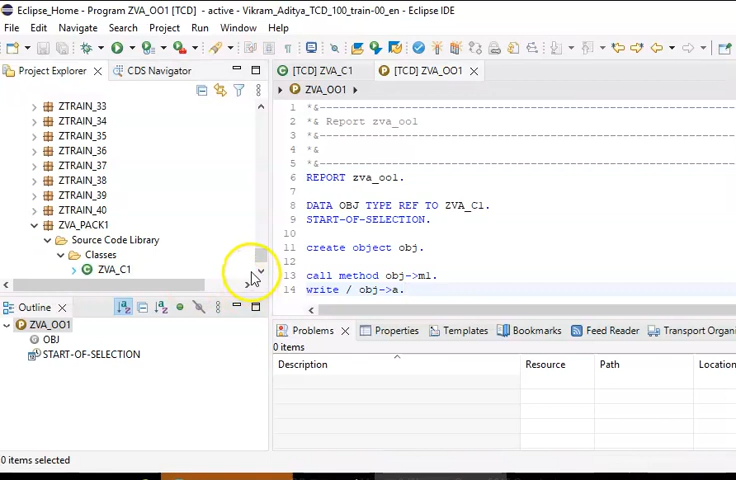 Eclipse_Home - Program ZVA_OO1 [TCD] - active - Vikram_Aditya_TCD_100_train-00_en - Eclipse IDE
File Edit Navigate Search Project Run Window Help
Project Explorer CDS Navigator
[TCD] ZVA_C1 [TCD] ZVA_OO1
ZVA_OO1
ZTRAIN_33
ZTRAIN_34
ZTRAIN_35
ZTRAIN_36
ZTRAIN_37
ZTRAIN_38
ZTRAIN_39
ZTRAIN_40
ZVA_PACK1
Source Code Library
Classes
ZVA_C1
1 *&---------------------------------------------------------------------
2 *& Report zva_oo1
3 *&---------------------------------------------------------------------
4 *&
5 *&---------------------------------------------------------------------
6 REPORT zva_oo1.
7
8 DATA OBJ TYPE REF TO ZVA_C1.
9 START-OF-SELECTION.
10
11 create object obj.
12
13 call method obj->m1.
14 write / obj->a.
Outline
ZVA_OO1
OBJ
START-OF-SELECTION
Problems Properties Templates Bookmarks Feed Reader Transport Organi
0 items
Description Resource Path Location
0 items selected